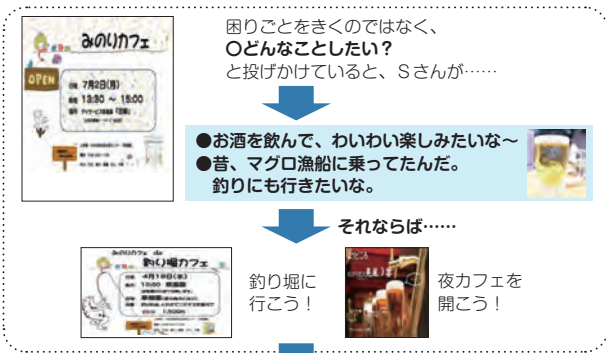 みのりカフェ
OPEN
7月2日(月)
13:30 ～ 15:00
困りごとをきくのではなく、
〇どんなことしたい？
と投げかけていると、Ｓさんが……
●お酒を飲んで、わいわい楽しみたいな～
●昔、マグロ漁船に乗ってたんだ。
釣りにも行きたいな。
それならば……
みのりカフェ de
釣り堀カフェ
4月18日(水)
10:00
釣り堀に
行こう！
夜カフェを
開こう！